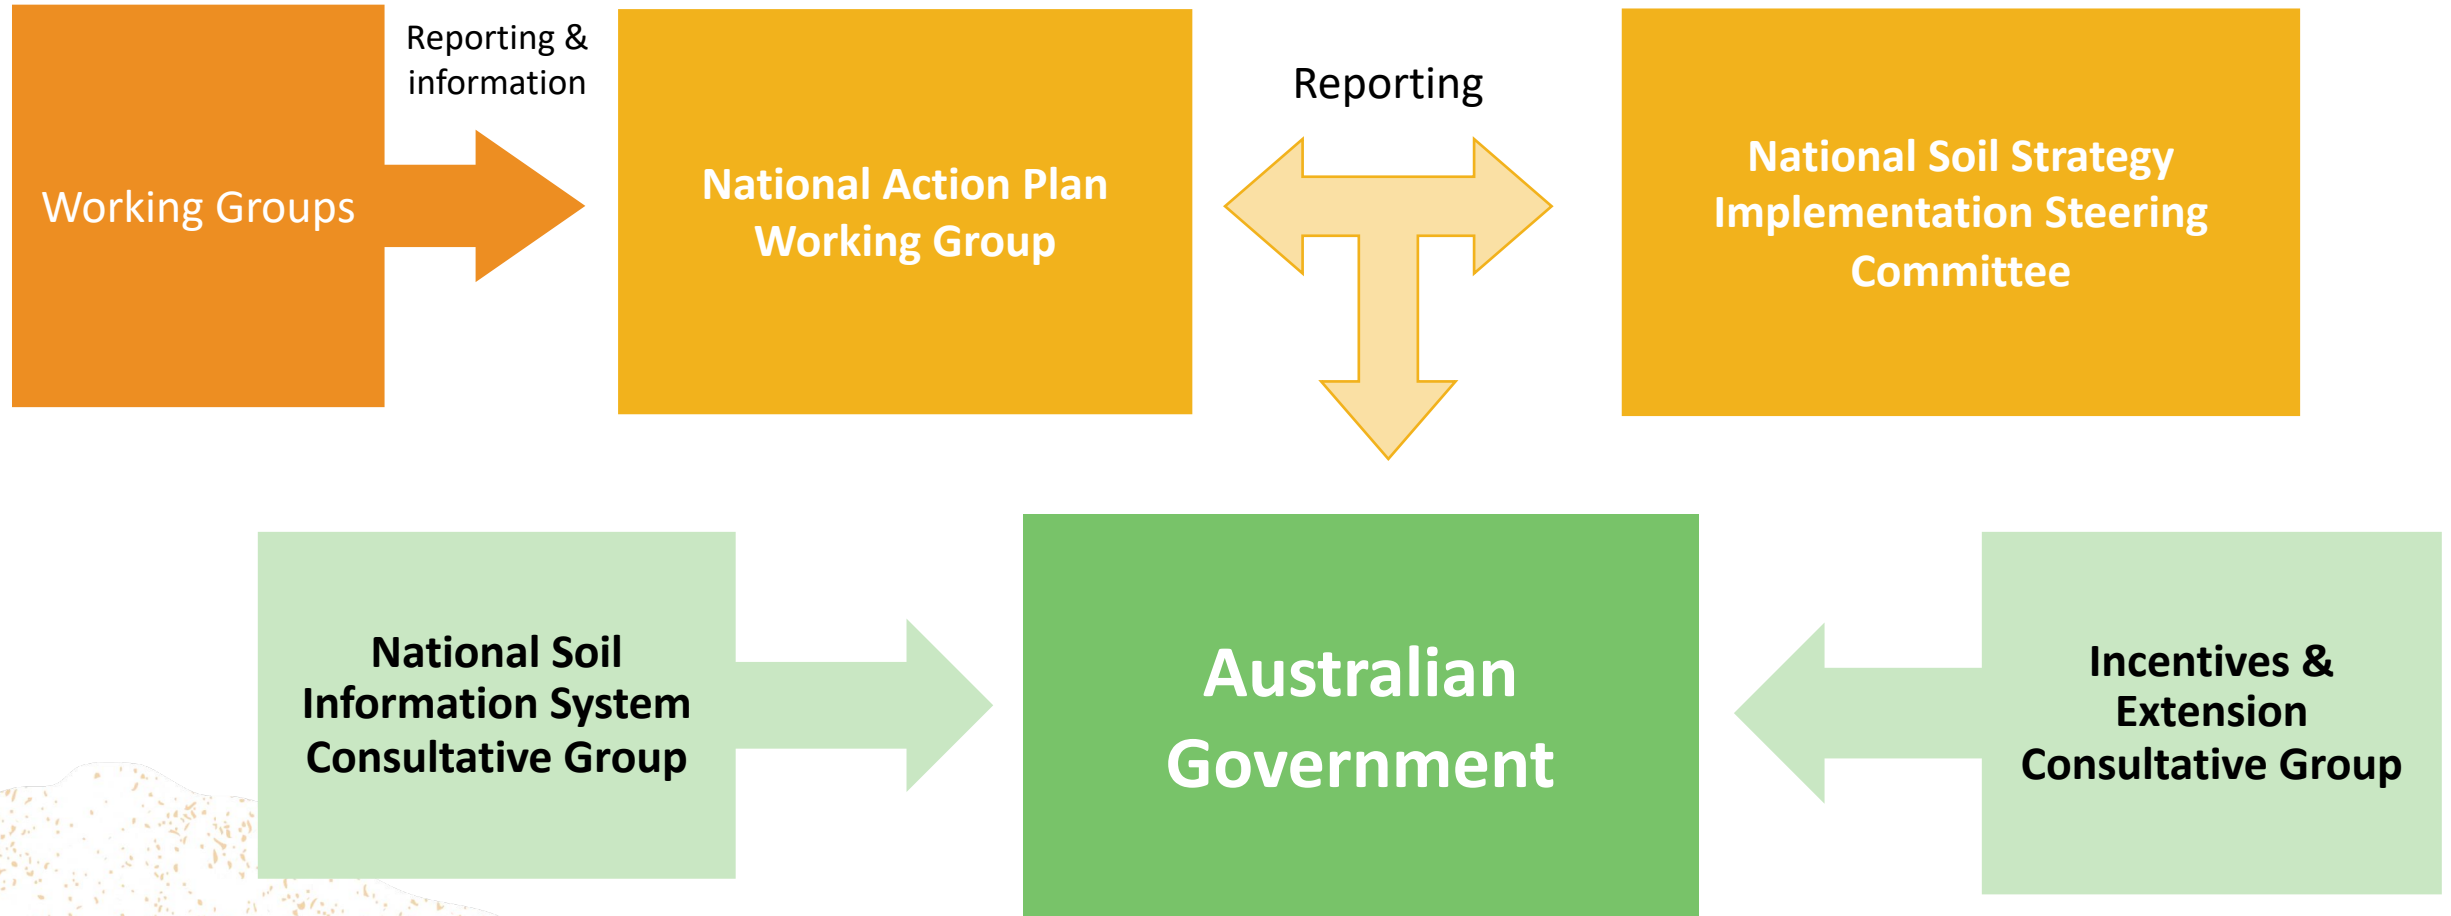 Working Groups
Reporting &
information
National Action Plan
Working Group
Reporting
National Soil Strategy
Implementation Steering
Committee
National Soil
Information System
Consultative Group
Australian
Government
Incentives &
Extension
Consultative Group